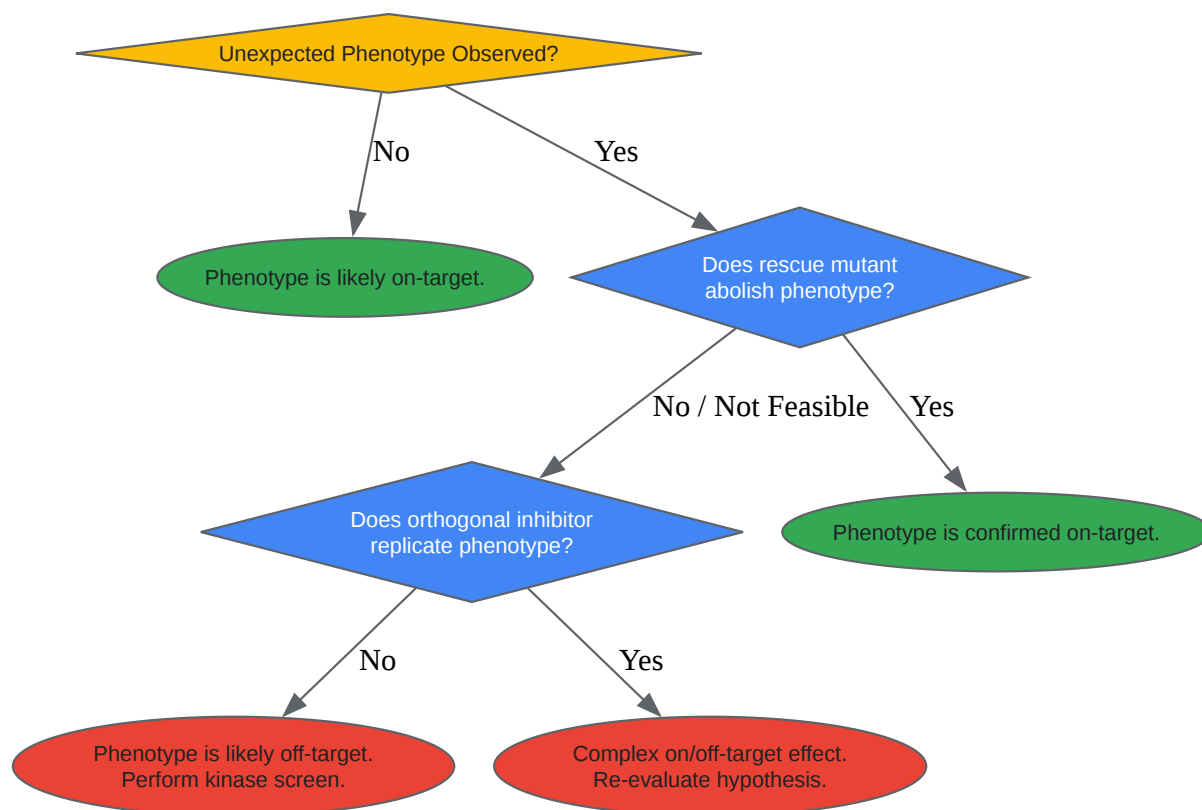 Unexpected Phenotype Observed?
No
Yes
Phenotype is likely on-target.
Does rescue mutant
abolish phenotype?
No / Not Feasible
Yes
Does orthogonal inhibitor
replicate phenotype?
Phenotype is confirmed on-target.
No
Yes
Phenotype is likely off-target.
Perform kinase screen.
Complex on/off-target effect.
Re-evaluate hypothesis.